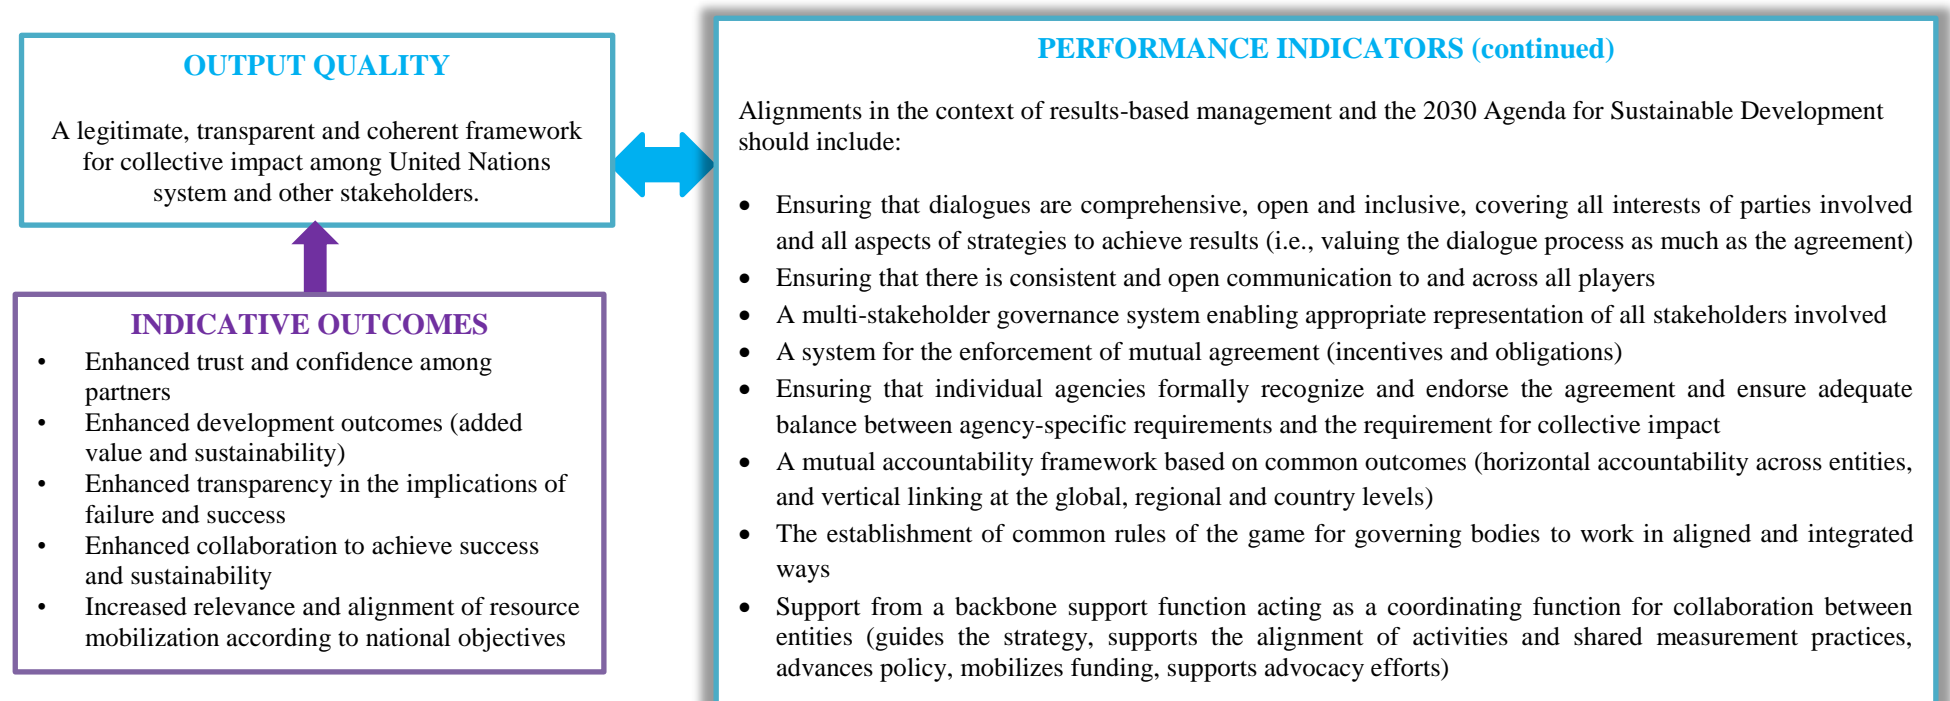 OUTPUT QUALITY
A legitimate, transparent and coherent framework
for collective impact among United Nations
system and other stakeholders.
INDICATIVE OUTCOMES
• Enhanced trust and confidence among
partners
• Enhanced development outcomes (added
value and sustainability)
• Enhanced transparency in the implications of
failure and success
• Enhanced collaboration to achieve success
and sustainability
• Increased relevance and alignment of resource
mobilization according to national objectives
PERFORMANCE INDICATORS (continued)
Alignments in the context of results-based management and the 2030 Agenda for Sustainable Development
should include:
• Ensuring that dialogues are comprehensive, open and inclusive, covering all interests of parties involved
and all aspects of strategies to achieve results (i.e., valuing the dialogue process as much as the agreement)
• Ensuring that there is consistent and open communication to and across all players
• A multi-stakeholder governance system enabling appropriate representation of all stakeholders involved
• A system for the enforcement of mutual agreement (incentives and obligations)
• Ensuring that individual agencies formally recognize and endorse the agreement and ensure adequate
balance between agency-specific requirements and the requirement for collective impact
• A mutual accountability framework based on common outcomes (horizontal accountability across entities,
and vertical linking at the global, regional and country levels)
• The establishment of common rules of the game for governing bodies to work in aligned and integrated
ways
• Support from a backbone support function acting as a coordinating function for collaboration between
entities (guides the strategy, supports the alignment of activities and shared measurement practices,
advances policy, mobilizes funding, supports advocacy efforts)